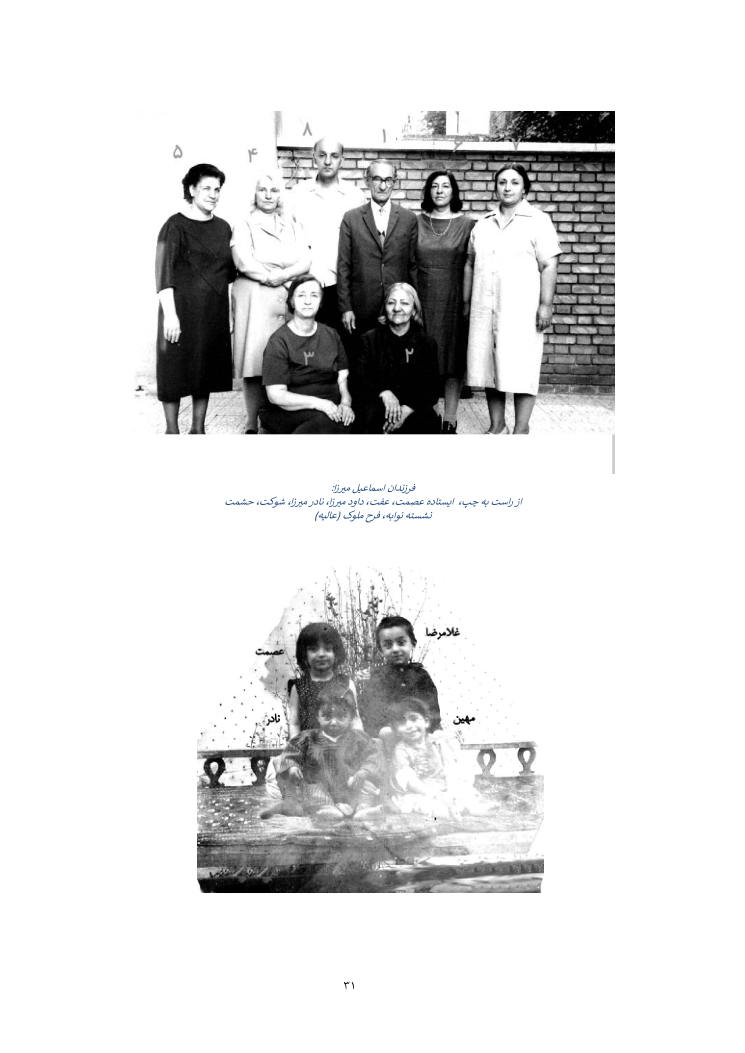 ۸
۱
۶
۷
۵
۴
۳
۲
فرزندان اسماعیل میرزا:
از راست به چپ، ایستاده عصمت، عفت، داود میرزا، نادر میرزا، شوکت، حشمت
نشسته نوابه، فرح ملوک (عالیه)
غلامرضا
عصمت
مهین
نادر
۳۱